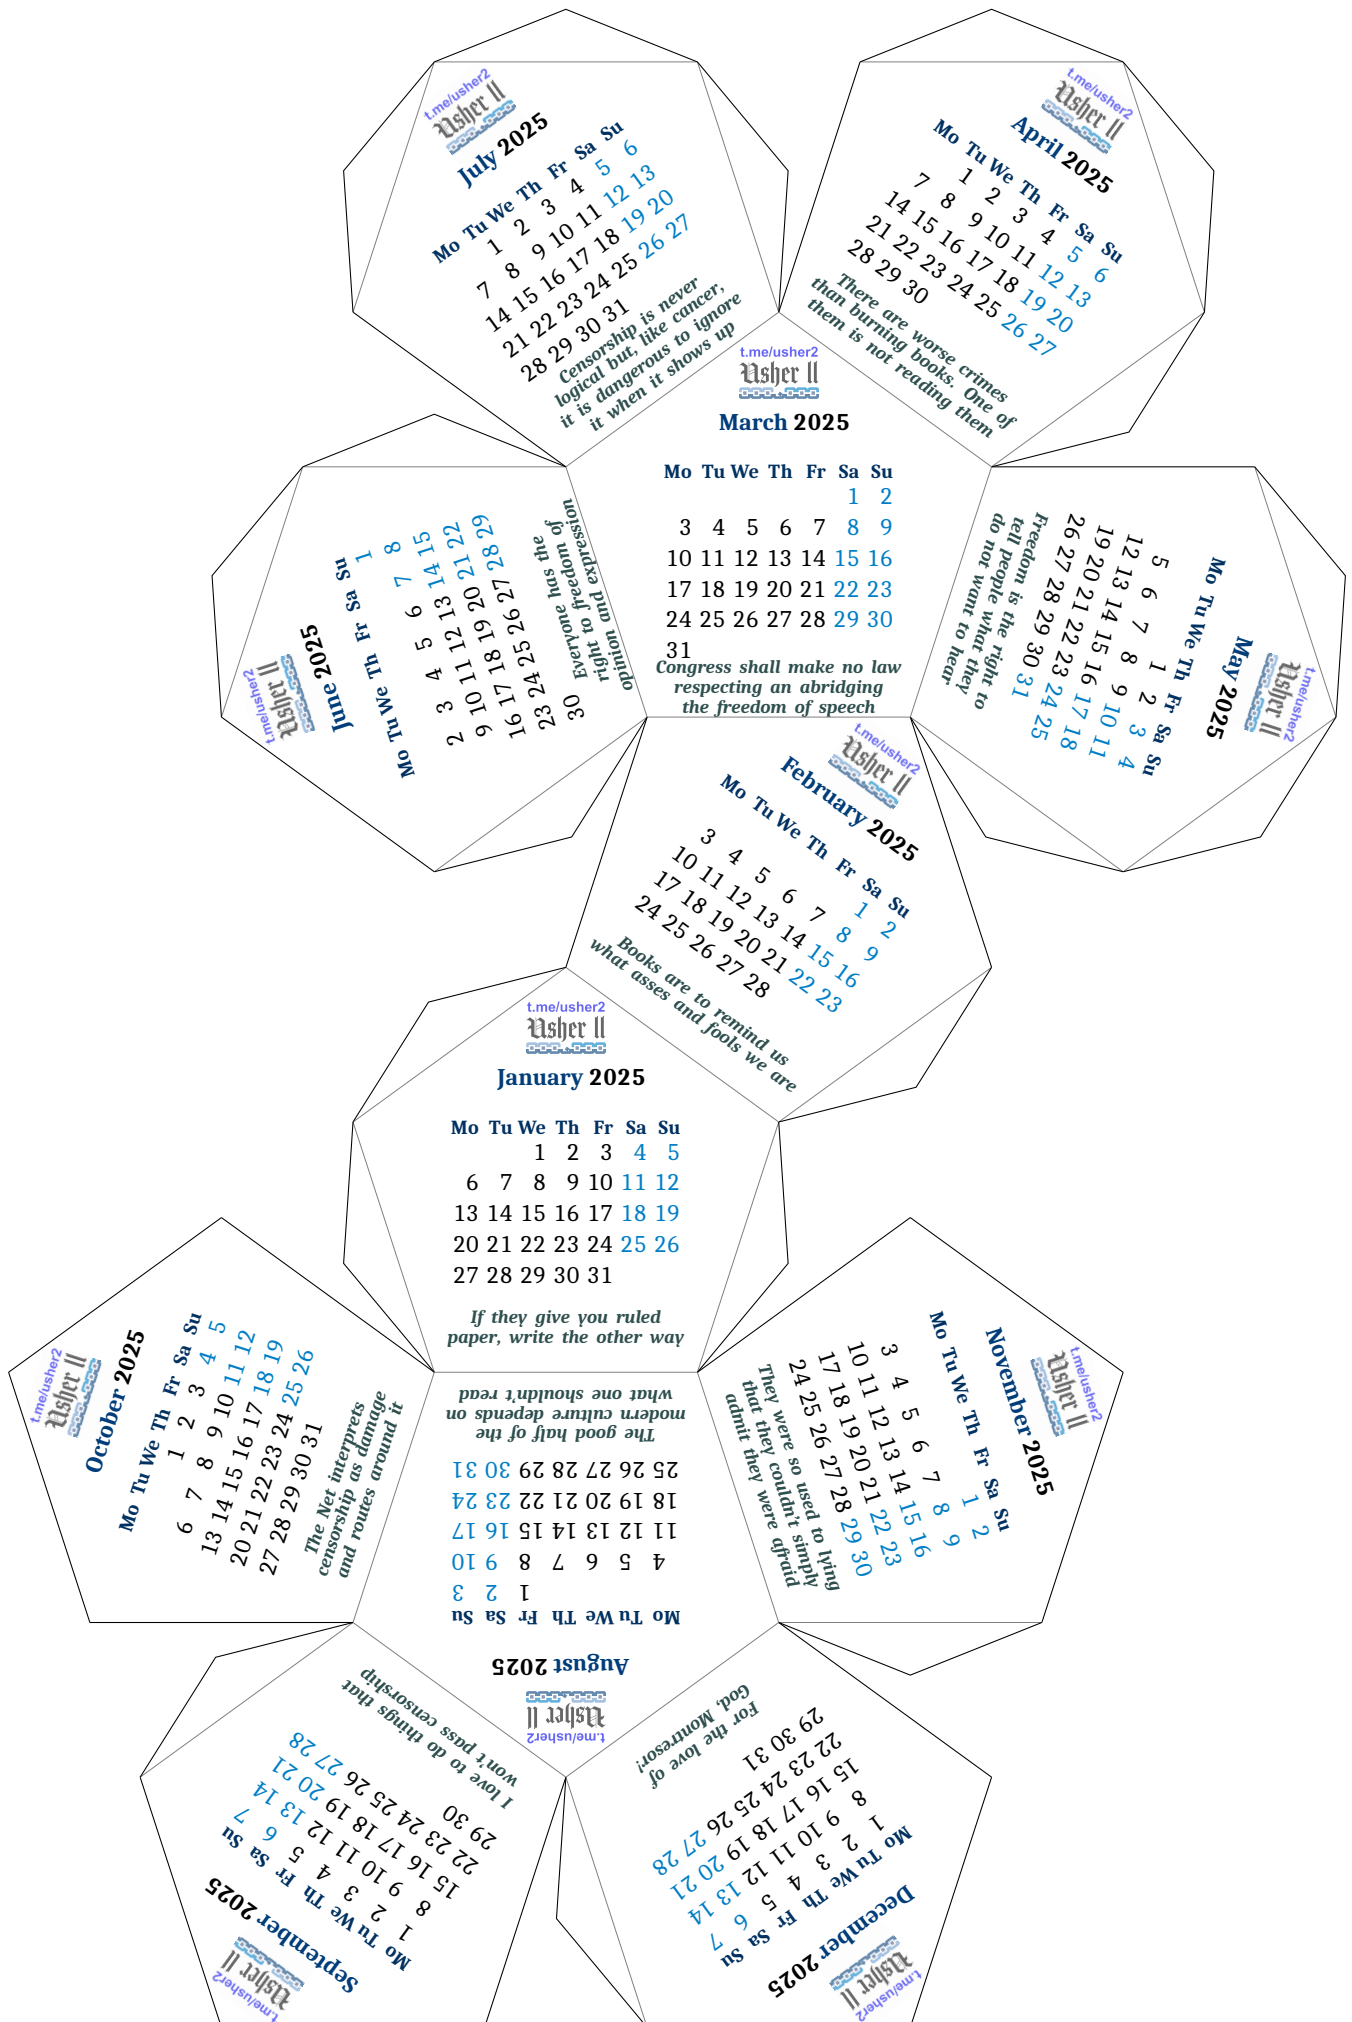 t.me/usher2
Usher II
July 2025
Mo Tu We Th Fr Sa Su
1 2 3 4 5 6
7 8 9 10 11 12 13
14 15 16 17 18 19 20
21 22 23 24 25 26 27
28 29 30 31
Censorship is never
logical but, like cancer,
it is dangerous to ignore
it when it shows up
t.me/usher2
Usher II
April 2025
Mo Tu We Th Fr Sa Su
1 2 3 4 5 6
7 8 9 10 11 12 13
14 15 16 17 18 19 20
21 22 23 24 25 26 27
28 29 30
There are worse crimes
than burning books. One of
them is not reading them
t.me/usher2
Usher II
March 2025
Mo Tu We Th Fr Sa Su
1 2
3 4 5 6 7 8 9
10 11 12 13 14 15 16
17 18 19 20 21 22 23
24 25 26 27 28 29 30
31
Congress shall make no law
respecting an abridging
the freedom of speech
t.me/usher2
Usher II
June 2025
Mo Tu We Th Fr Sa Su
1
2 3 4 5 6 7 8
9 10 11 12 13 14 15
16 17 18 19 20 21 22
23 24 25 26 27 28 29
30
Everyone has the
right to freedom of
opinion and expression
t.me/usher2
Usher II
May 2025
Mo Tu We Th Fr Sa Su
1 2 3 4
5 6 7 8 9 10 11
12 13 14 15 16 17 18
19 20 21 22 23 24 25
26 27 28 29 30 31
Freedom is the right to
tell people what they
do not want to hear
t.me/usher2
Usher II
February 2025
Mo Tu We Th Fr Sa Su
1 2
3 4 5 6 7 8 9
10 11 12 13 14 15 16
17 18 19 20 21 22 23
24 25 26 27 28
Books are to remind us
what asses and fools we are
t.me/usher2
Usher II
January 2025
Mo Tu We Th Fr Sa Su
1 2 3 4 5
6 7 8 9 10 11 12
13 14 15 16 17 18 19
20 21 22 23 24 25 26
27 28 29 30 31
If they give you ruled
paper, write the other way
t.me/usher2
Usher II
October 2025
Mo Tu We Th Fr Sa Su
1 2 3 4 5
6 7 8 9 10 11 12
13 14 15 16 17 18 19
20 21 22 23 24 25 26
27 28 29 30 31
The Net interprets
censorship as damage
and routes around it
t.me/usher2
Usher II
November 2025
Mo Tu We Th Fr Sa Su
1 2
3 4 5 6 7 8 9
10 11 12 13 14 15 16
17 18 19 20 21 22 23
24 25 26 27 28 29 30
They were so used to lying
that they couldn't simply
admit they were afraid
t.me/usher2
Usher II
August 2025
Mo Tu We Th Fr Sa Su
1 2 3
4 5 6 7 8 9 10
11 12 13 14 15 16 17
18 19 20 21 22 23 24
25 26 27 28 29 30 31
The good half of the
modern culture depends on
what one shouldn't read
t.me/usher2
Usher II
September 2025
Mo Tu We Th Fr Sa Su
1 2 3 4 5 6 7
8 9 10 11 12 13 14
15 16 17 18 19 20 21
22 23 24 25 26 27 28
29 30
I love to do things that
won't pass censorship
t.me/usher2
Usher II
December 2025
Mo Tu We Th Fr Sa Su
1 2 3 4 5 6 7
8 9 10 11 12 13 14
15 16 17 18 19 20 21
22 23 24 25 26 27 28
29 30 31
For the love of
God, Montresor!